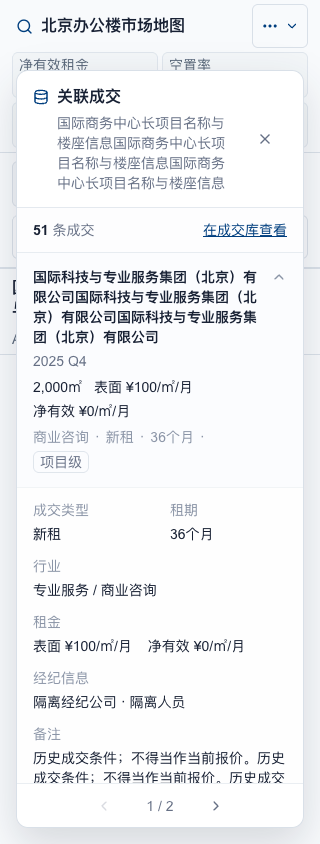 北京办公楼市场地图
净有效租金 空置率
关联成交
国际商务中心长项目名称与
楼座信息国际商务中心长项
目名称与楼座信息国际商务
中心长项目名称与楼座信息
51 条成交 在成交库查看
国际科技与专业服务集团（北京）有
限公司国际科技与专业服务集团（北
京）有限公司国际科技与专业服务集
团（北京）有限公司
2025 Q4
2,000㎡ 表面 ¥100/㎡/月
净有效 ¥0/㎡/月
商业咨询 · 新租 · 36个月 ·
项目级
成交类型 租期
新租 36个月
行业
专业服务 / 商业咨询
租金
表面 ¥100/㎡/月 净有效 ¥0/㎡/月
经纪信息
隔离经纪公司 · 隔离人员
备注
历史成交条件；不得当作当前报价。历史
成交条件；不得当作当前报价。历史成交
1 / 2